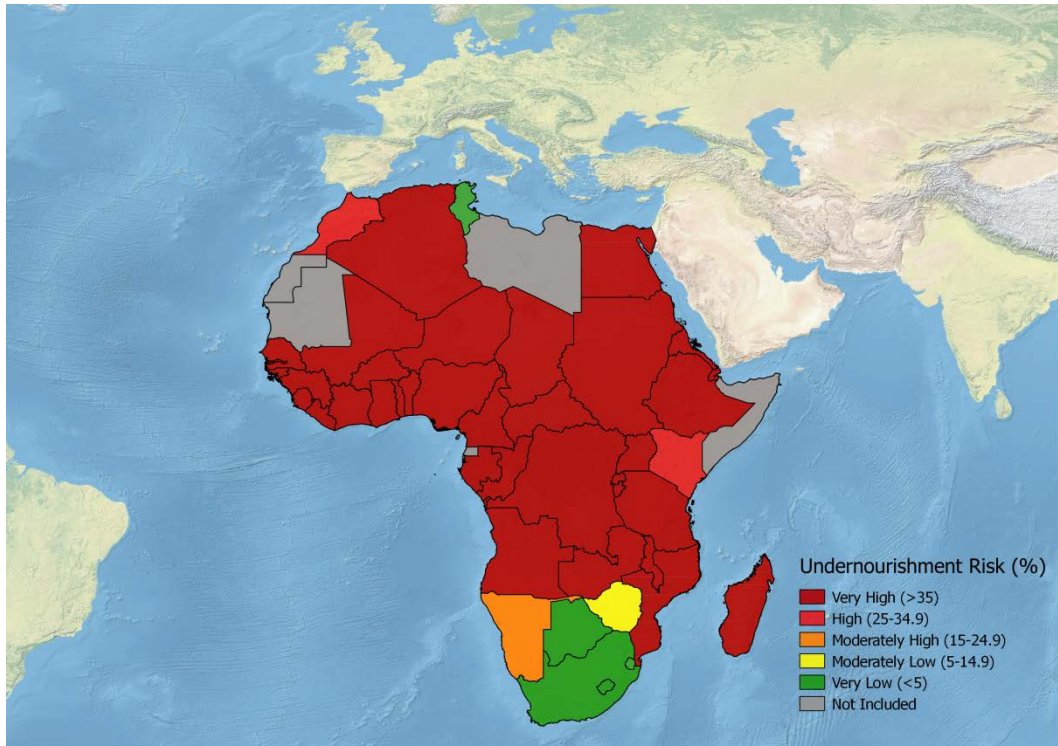 Undernourishment Risk (%)
Very High (>35)
High (25-34.9)
Moderately High (15-24.9)
Moderately Low (5-14.9)
Very Low (<5)
Not Included